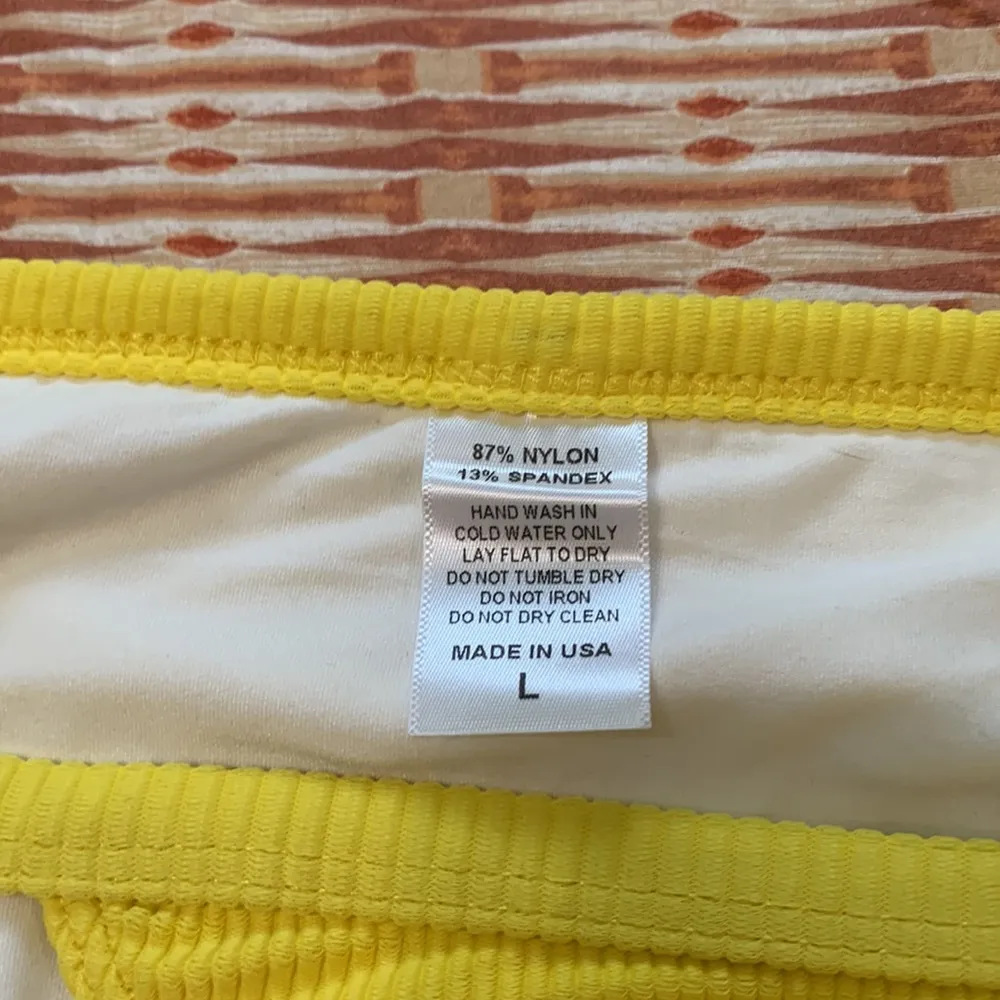 87% NYLON
13% SPANDEX
HAND WASH IN
COLD WATER ONLY
LAY FLAT TO DRY
DO NOT TUMBLE DRY
DO NOT IRON
DO NOT DRY CLEAN
MADE IN USA
L